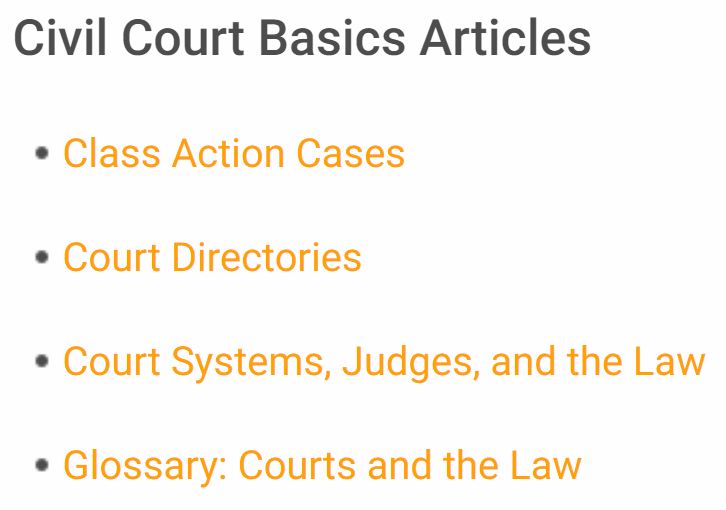 Civil Court Basics Articles
• Class Action Cases
• Court Directories
• Court Systems, Judges, and the Law
• Glossary: Courts and the Law